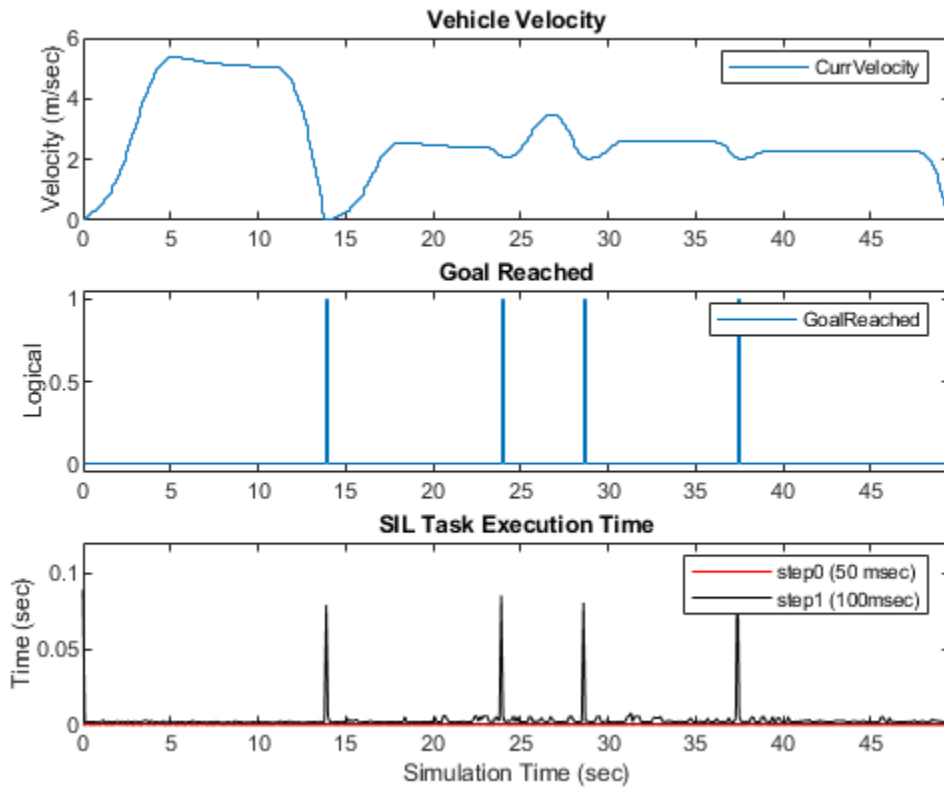 Vehicle Velocity
6
4
2
0
Velocity (m/sec)
CurrVelocity
0 5 10 15 20 25 30 35 40 45
Goal Reached
1
0.5
0
Logical
GoalReached
0 5 10 15 20 25 30 35 40 45
SIL Task Execution Time
0.1
0.05
0
Time (sec)
step0 (50 msec)
step1 (100msec)
0 5 10 15 20 25 30 35 40 45
Simulation Time (sec)